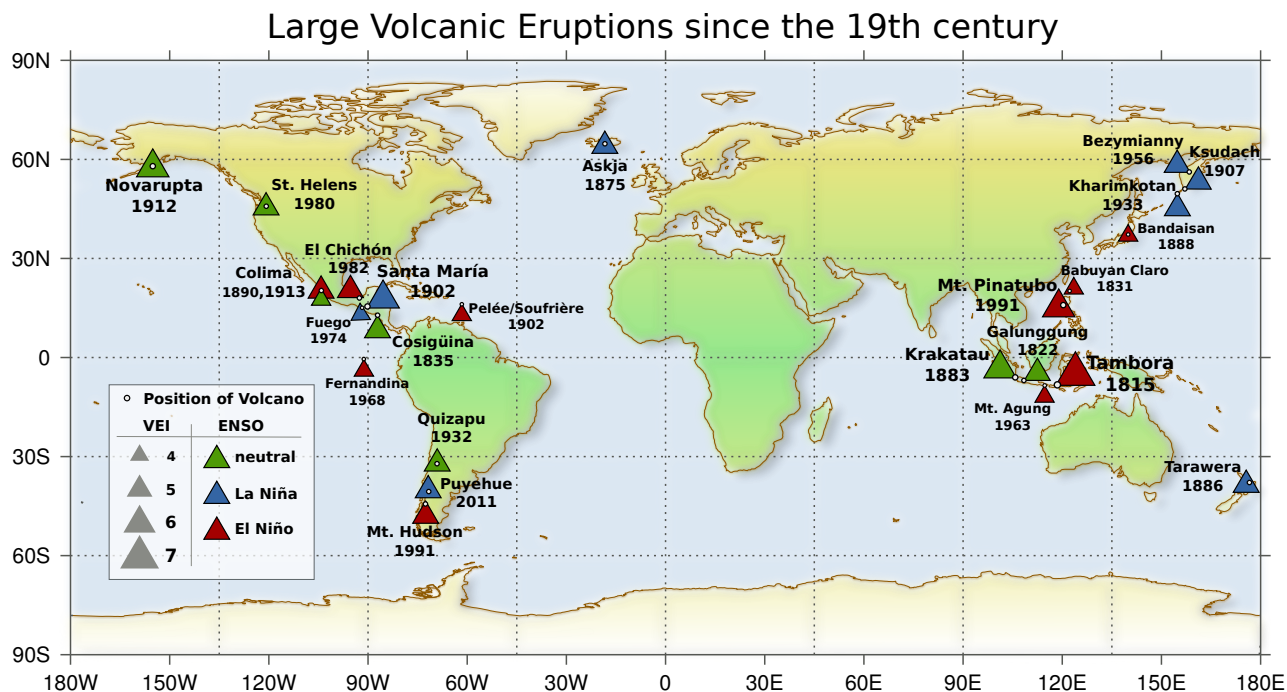 Large Volcanic Eruptions since the 19th century
90N
60N
30N
0
30S
60S
90S
Novarupta
1912
St. Helens
1980
Askja
1875
Bezymianny
1956
Ksudach
1907
Kharimkotan
1933
Bandaisan
1888
El Chichón
1982
Colima
1890,1913
Santa María
1902
Fuego
1974
Pelée/Soufrière
1902
Cosigüina
1835
Fernandina
1968
Babuyan Claro
1831
Mt. Pinatubo
1991
Galunggung
1822
Krakatau
1883
Tambora
1815
Mt. Agung
1963
Quizapu
1932
Puyehue
2011
Mt. Hudson
1991
Tarawera
1886
Position of Volcano
VEI ENSO
4
5
6
7
neutral
La Niña
El Niño
180W 150W 120W 90W 60W 30W 0 30E 60E 90E 120E 150E 180E